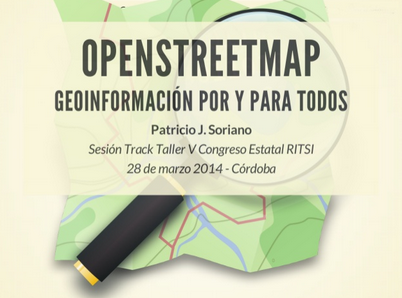 OPENSTREETMAP
GEOINFORMACIÓN POR Y PARA TODOS
Patricio J. Soriano
Sesión Track Taller V Congreso Estatal RITSI
28 de marzo 2014 - Córdoba